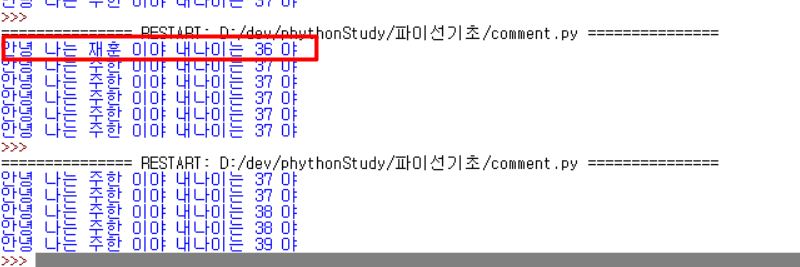 안녕 나는 주한 이야 내나이는 37 야
>>>
================ RESTART: D:/dev/phythonStudy/파이선기초/comment.py ================
안녕 나는 재훈 이야 내나이는 36 야
안녕 나는 주한 이야 내나이는 37 야
안녕 나는 주한 이야 내나이는 37 야
안녕 나는 주한 이야 내나이는 37 야
안녕 나는 주한 이야 내나이는 37 야
>>>
================ RESTART: D:/dev/phythonStudy/파이선기초/comment.py ================
안녕 나는 주한 이야 내나이는 37 야
안녕 나는 주한 이야 내나이는 37 야
안녕 나는 주한 이야 내나이는 38 야
안녕 나는 주한 이야 내나이는 38 야
안녕 나는 주한 이야 내나이는 39 야
>>>